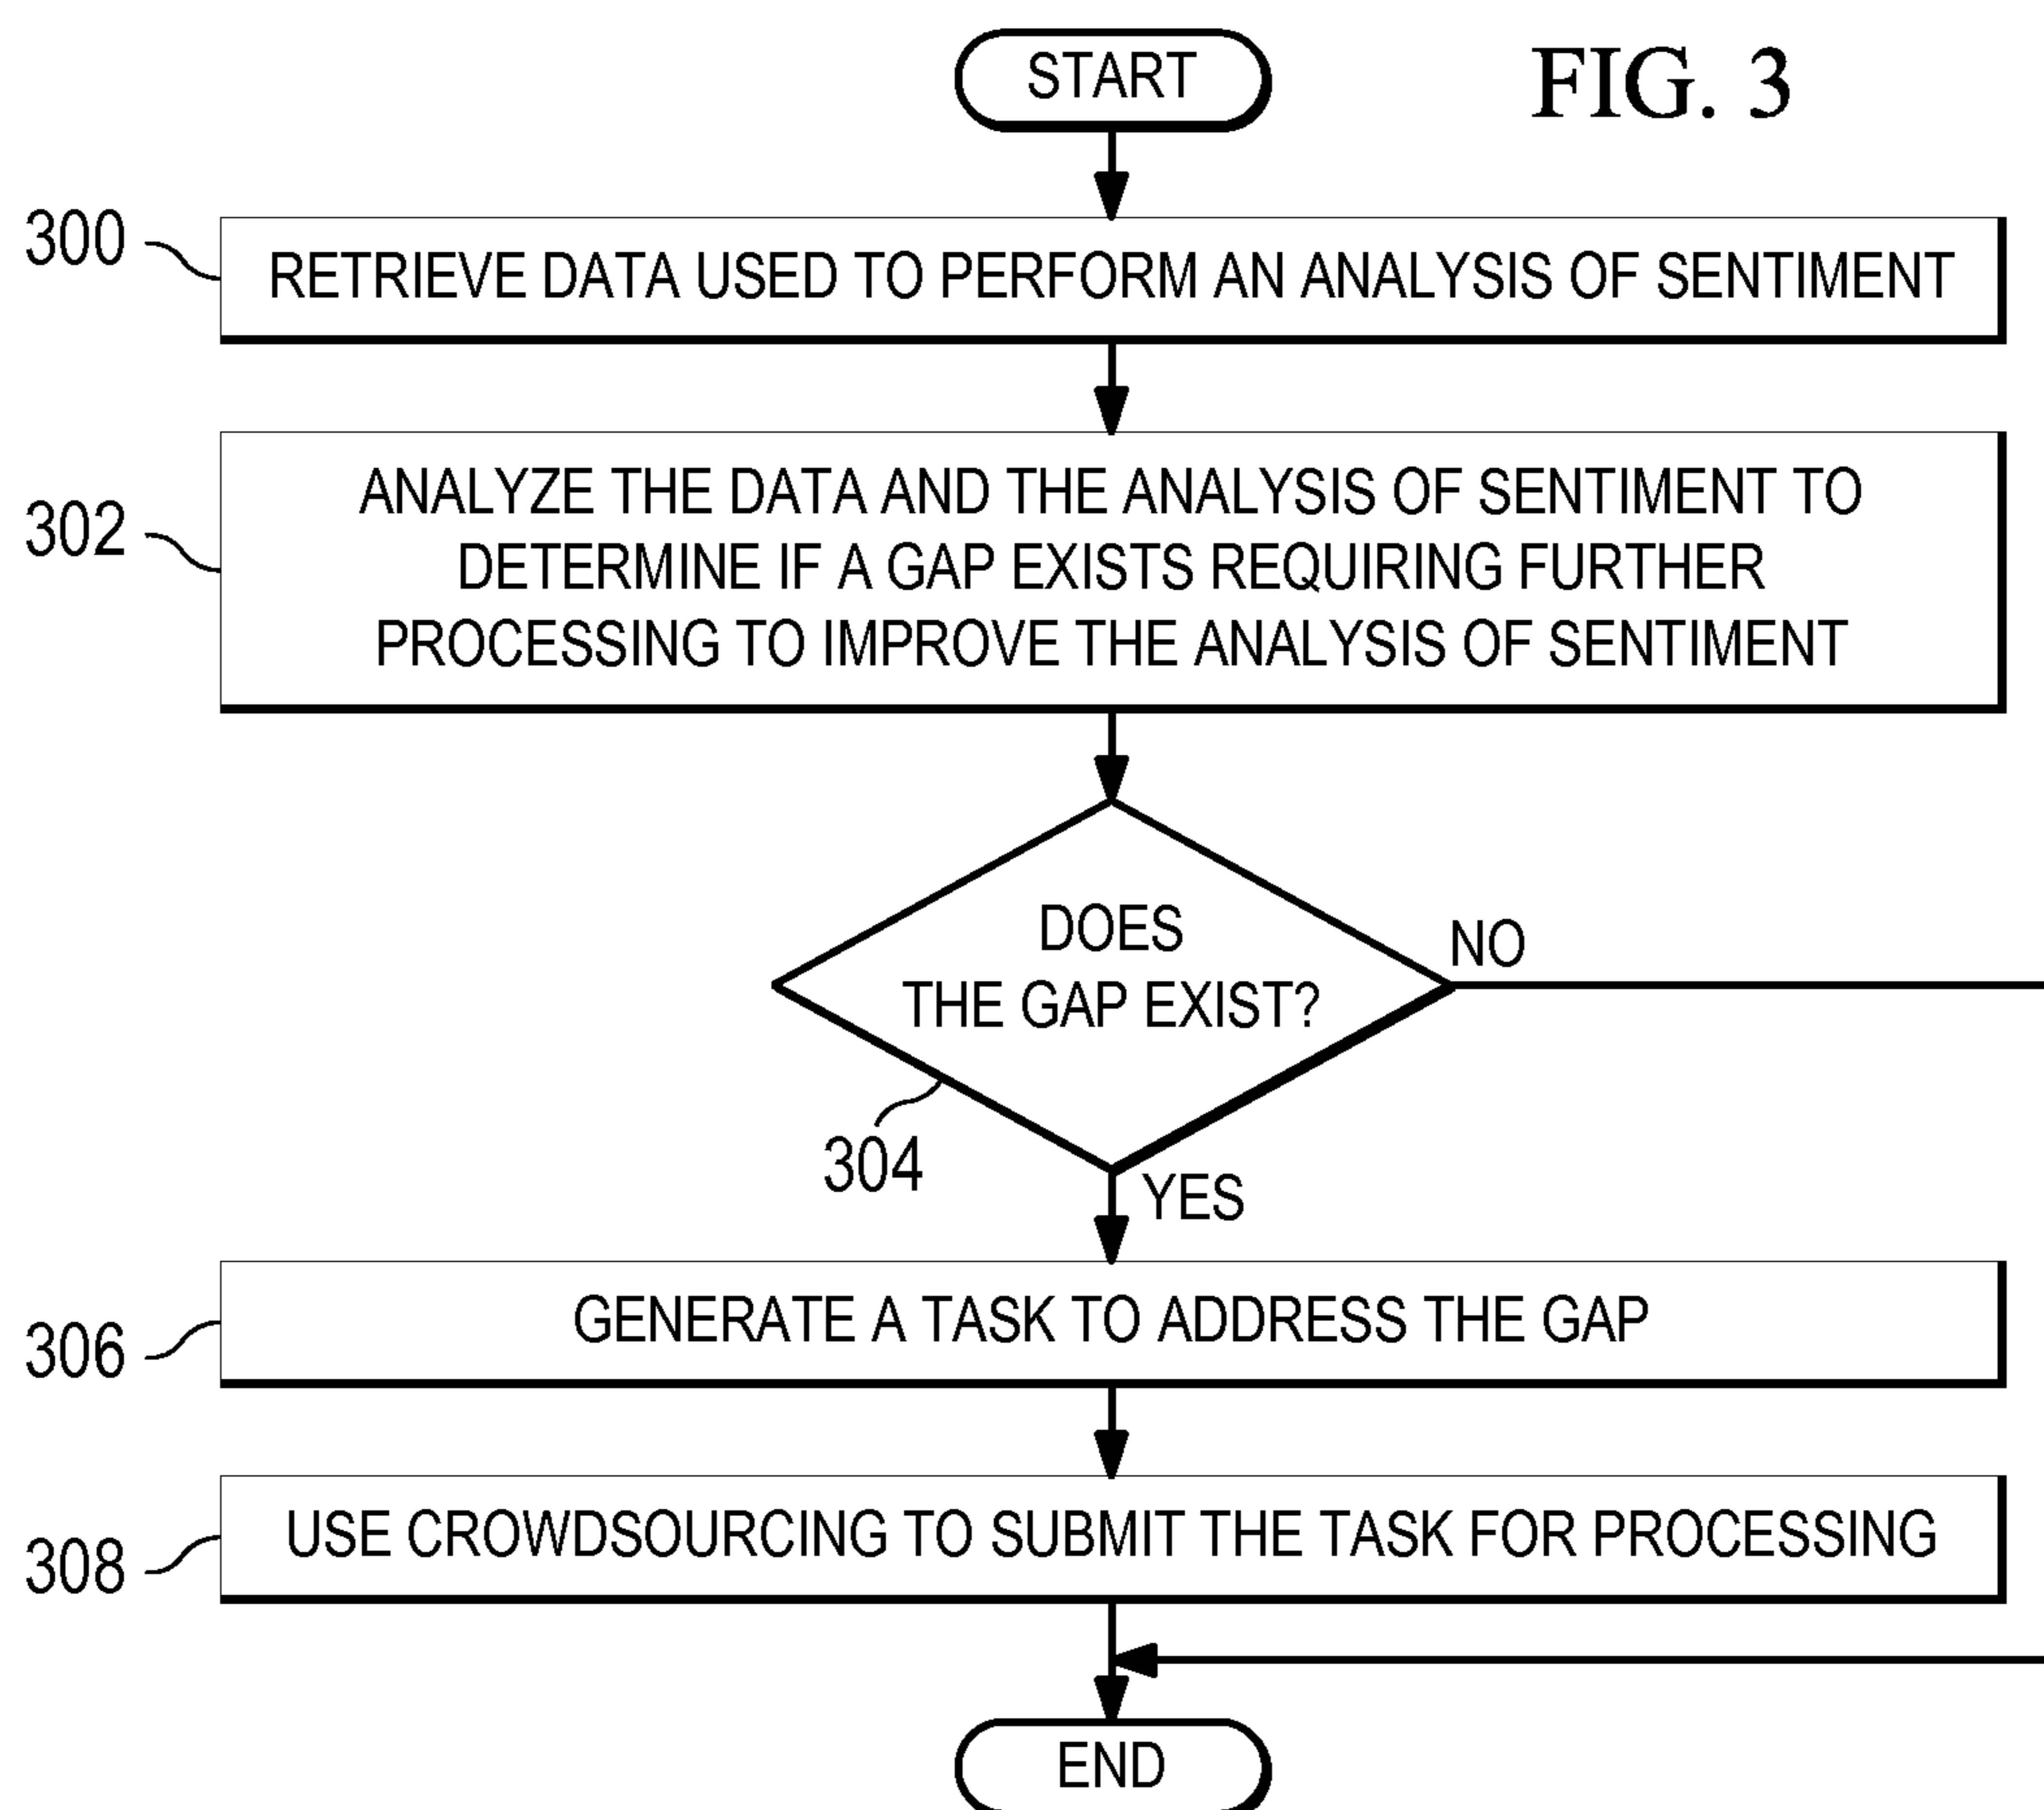 START
FIG. 3
300
RETRIEVE DATA USED TO PERFORM AN ANALYSIS OF SENTIMENT
302
ANALYZE THE DATA AND THE ANALYSIS OF SENTIMENT TO
DETERMINE IF A GAP EXISTS REQUIRING FURTHER
PROCESSING TO IMPROVE THE ANALYSIS OF SENTIMENT
DOES
THE GAP EXIST?
NO
304
YES
306
GENERATE A TASK TO ADDRESS THE GAP
308
USE CROWDSOURCING TO SUBMIT THE TASK FOR PROCESSING
END